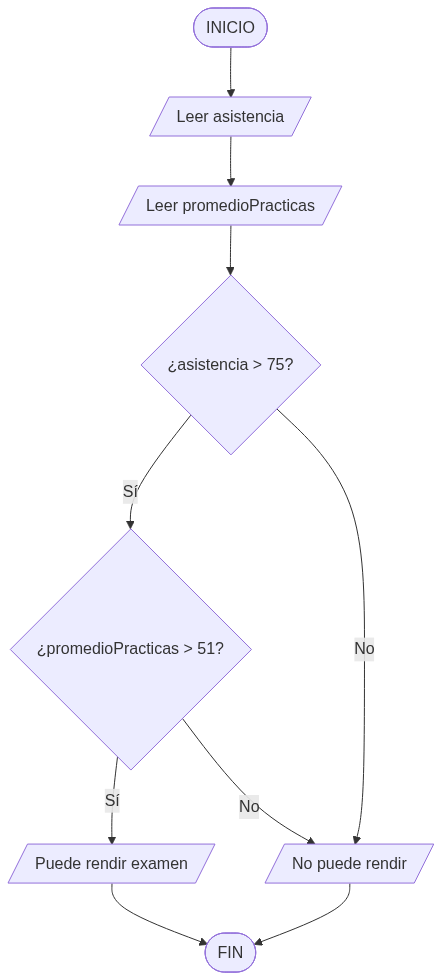 INICIO
Leer asistencia
Leer promedioPracticas
¿asistencia > 75?
Sí
¿promedioPracticas > 51?
No
Sí
No
Puede rendir examen
No puede rendir
FIN